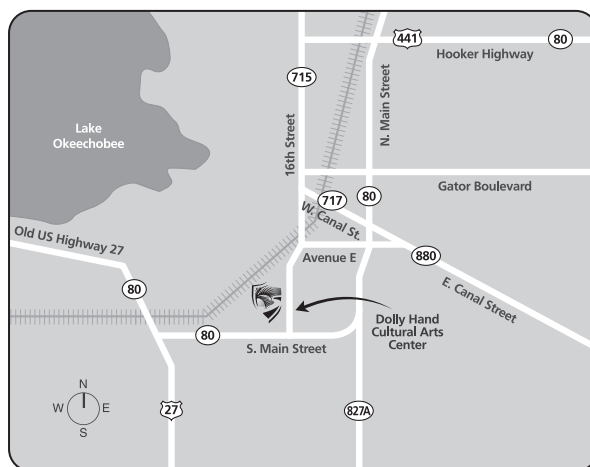 441
80
Hooker Highway
715
Lake
Okeechobee
16th Street
N. Main Street
717
80
Gator Boulevard
W. Canal St.
Old US Highway 27
Avenue E
880
E. Canal Street
80
Dolly Hand
Cultural Arts
Center
80
S. Main Street
N
W E
S
27
827A